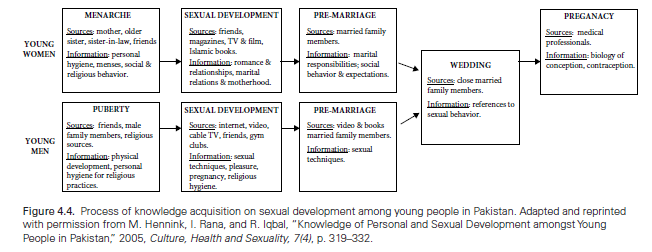 MENARCHE
Sources: mother, older
sister, sister-in-law, friends
Information: personal
hygiene, menses, social &
religious behavior.
SEXUAL DEVELOPMENT
Sources: friends,
magazines, TV & film,
Islamic books.
Information: romance &
relationships, marital
relations & motherhood.
PRE-MARRIAGE
Sources: married family
members.
Information: marital
responsibilities; social
behavior & expectations.
PREGANACY
Sources: medical
professionals.
Information: biology of
conception, contraception.
YOUNG
WOMEN
WEDDING
Sources: close married
family members.
Information: references to
sexual behavior.
YOUNG
MEN
PUBERTY
Sources: friends, male
family members, religious
sources.
Information: physical
development, personal
hygiene for religious
practices.
SEXUAL DEVELOPMENT
Sources: internet, video,
cable TV, friends, gym
clubs.
Information: sexual
techniques, pleasure,
pregnancy, religious
hygiene.
PRE-MARRIAGE
Sources: video & books
married family members.
Information: sexual
techniques.
Figure 4.4. Process of knowledge acquisition on sexual development among young people in Pakistan. Adapted and reprinted
with permission from M. Hennink, I. Rana, and R. Iqbal, "Knowledge of Personal and Sexual Development amongst Young
People in Pakistan," 2005, Culture, Health and Sexuality, 7(4), p. 319–332.